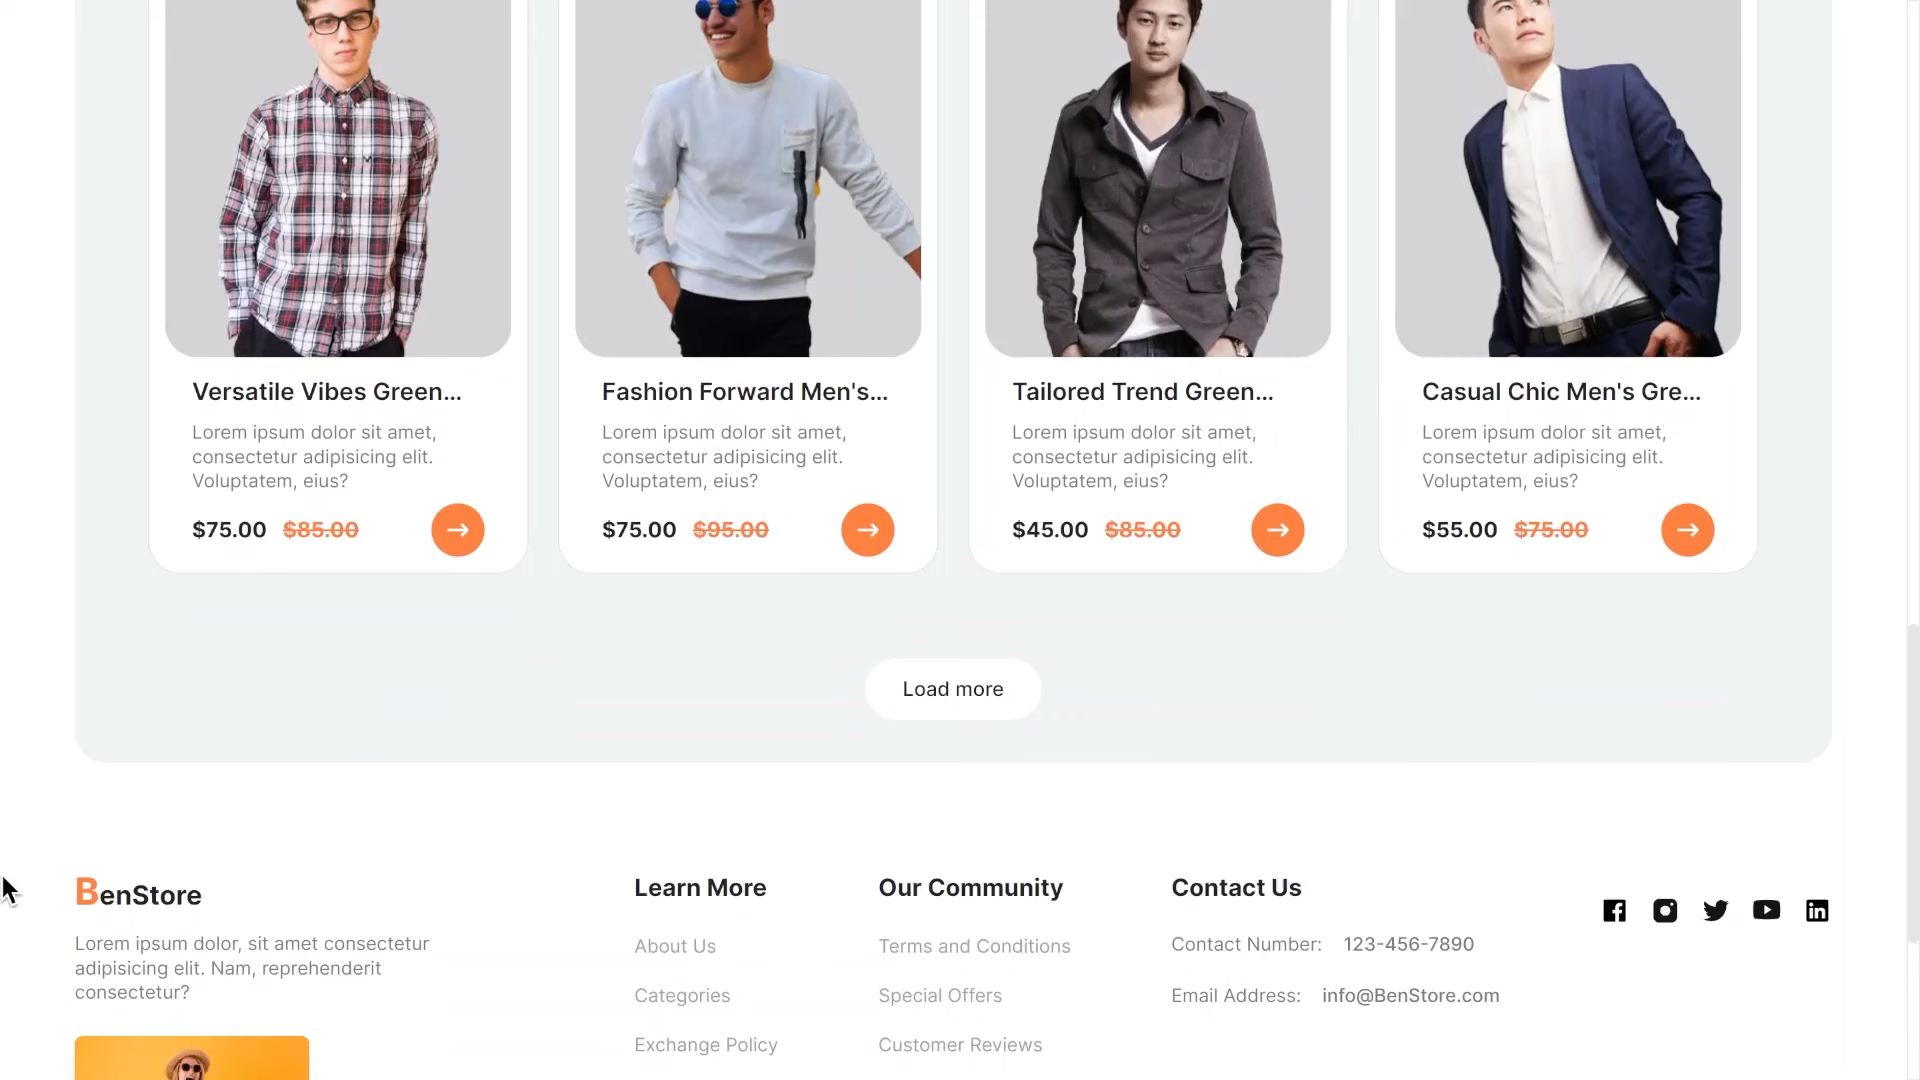 Versatile Vibes Green...
Lorem ipsum dolor sit amet,
consectetur adipisicing elit.
Voluptatem, eius?
$75.00 $85.00
Fashion Forward Men's...
Lorem ipsum dolor sit amet,
consectetur adipisicing elit.
Voluptatem, eius?
$75.00 $95.00
Tailored Trend Green...
Lorem ipsum dolor sit amet,
consectetur adipisicing elit.
Voluptatem, eius?
$45.00 $85.00
Casual Chic Men's Gre...
Lorem ipsum dolor sit amet,
consectetur adipisicing elit.
Voluptatem, eius?
$55.00 $75.00
Load more
BenStore
Lorem ipsum dolor, sit amet consectetur
adipisicing elit. Nam, reprehenderit
consectetur?
Learn More
About Us
Categories
Exchange Policy
Our Community
Terms and Conditions
Special Offers
Customer Reviews
Contact Us
Contact Number: 123-456-7890
Email Address: info@BenStore.com